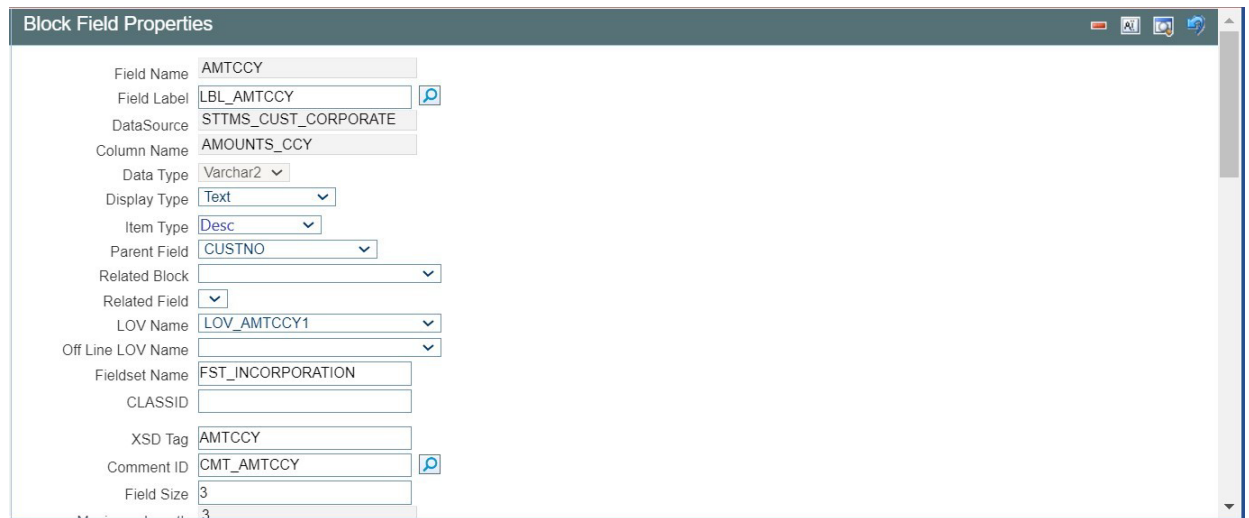 Block Field Properties
Field Name AMTCCY
Field Label LBL_AMTCCY
DataSource STTMS_CUST_CORPORATE
Column Name AMOUNTS_CCY
Data Type Varchar2
Display Type Text
Item Type Desc
Parent Field CUSTNO
Related Block
Related Field
LOV Name LOV_AMTCCY1
Off Line LOV Name
Fieldset Name FST_INCORPORATION
CLASSID
XSD Tag AMTCCY
Comment ID CMT_AMTCCY
Field Size 3
3